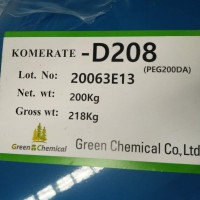 KOMERATE -D208
(PEG200DA)
Lot. No: 20063E13
Net. wt: 200Kg
Gross wt: 218Kg
Green Chemical
Green Chemical Co.,Ltd